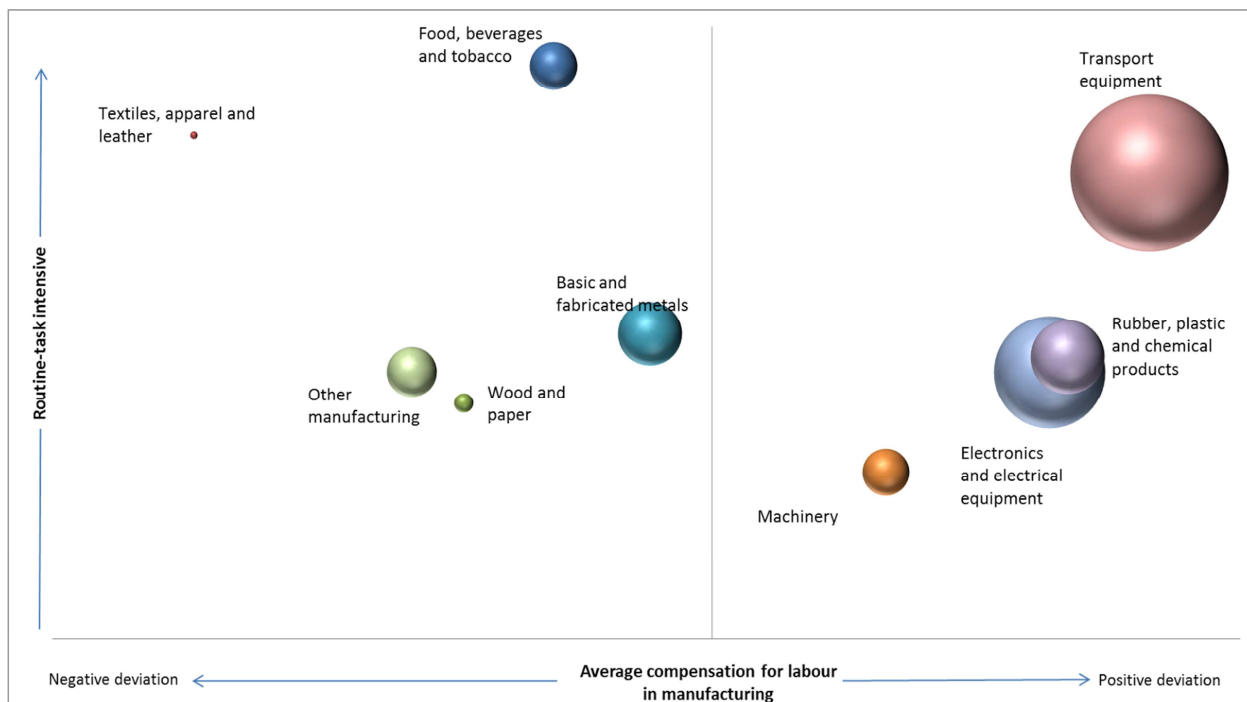 Food, beverages
and tobacco
Transport
equipment
Textiles, apparel and
leather
Routine-task intensive
Basic and
fabricated metals
Rubber, plastic
and chemical
products
Other
manufacturing
Wood and
paper
Electronics
and electrical
equipment
Machinery
Negative deviation
Average compensation for labour
in manufacturing
Positive deviation